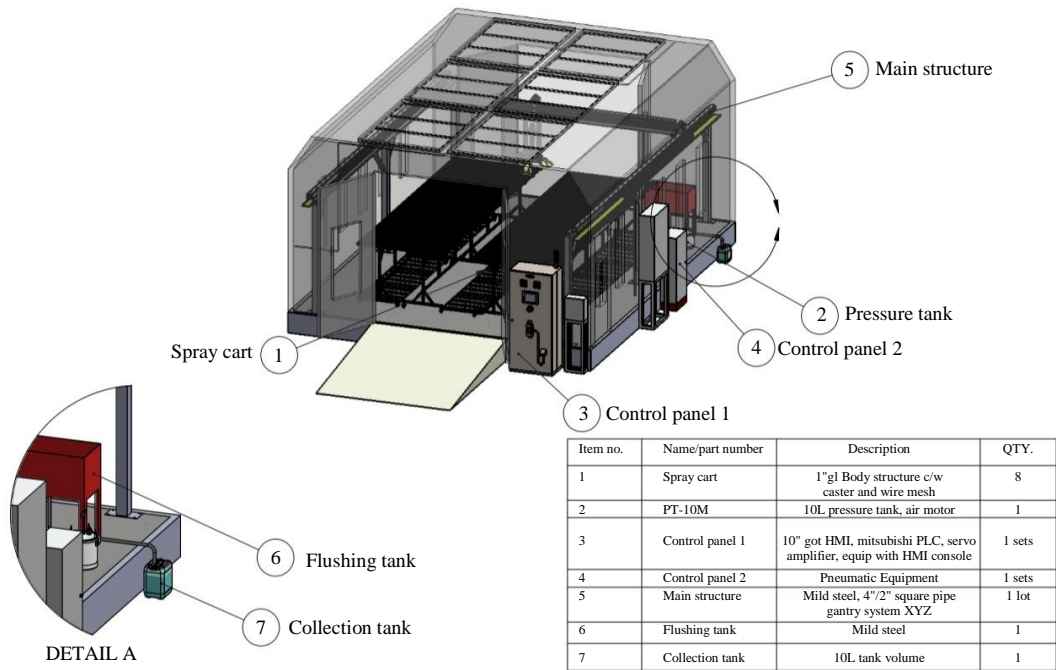 5 Main structure
2 Pressure tank
4 Control panel 2
Spray cart 1
3 Control panel 1
6 Flushing tank
7 Collection tank
DETAIL A
Item no. Name/part number Description QTY.
1 Spray cart 1"gl Body structure c/w 8
caster and wire mesh
2 PT-10M 10L pressure tank, air motor 1
3 Control panel 1 10" got HMI, mitsubishi PLC, servo 1 sets
amplifier, equip with HMI console
4 Control panel 2 Pneumatic Equipment 1 sets
5 Main structure Mild steel, 4"/2" square pipe 1 lot
gantry system XYZ
6 Flushing tank Mild steel 1
7 Collection tank 10L tank volume 1